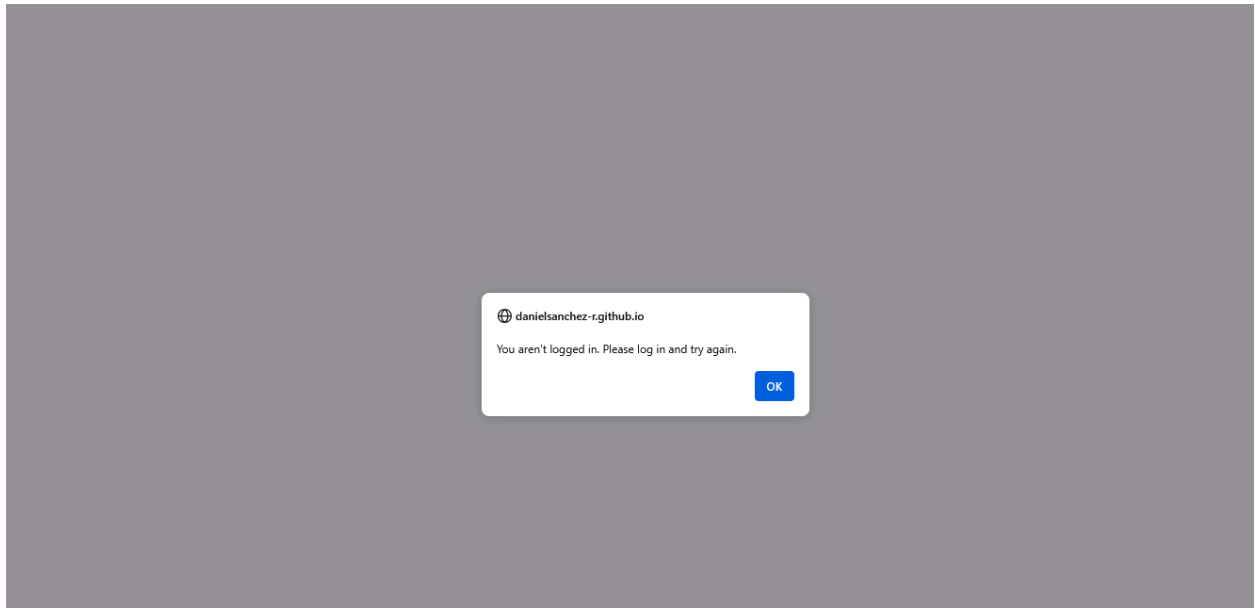 danielsanchez-r.github.io
You aren't logged in. Please log in and try again.
OK